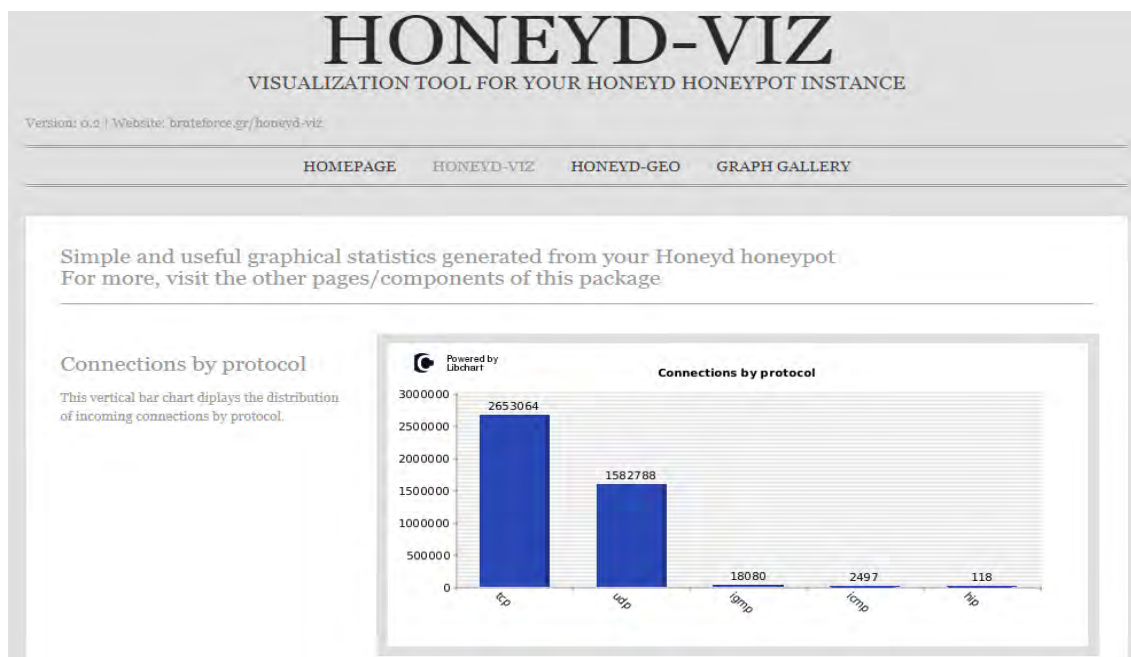 HONEYD-VIZ
VISUALIZATION TOOL FOR YOUR HONEYD HONEYPOT INSTANCE
Version: 0.2 | Website: bruteforce.gr/honeyd-viz
HOMEPAGE HONEYD-VIZ HONEYD-GEO GRAPH GALLERY
Simple and useful graphical statistics generated from your Honeyd honeypot
For more, visit the other pages/components of this package
Connections by protocol
This vertical bar chart diplays the distribution
of incoming connections by protocol.
Powered by
Libchart
Connections by protocol
3000000
2500000
2000000
1500000
1000000
500000
0
2653064
1582788
18080
2497
118
tcp
udp
igmp
icmp
hip